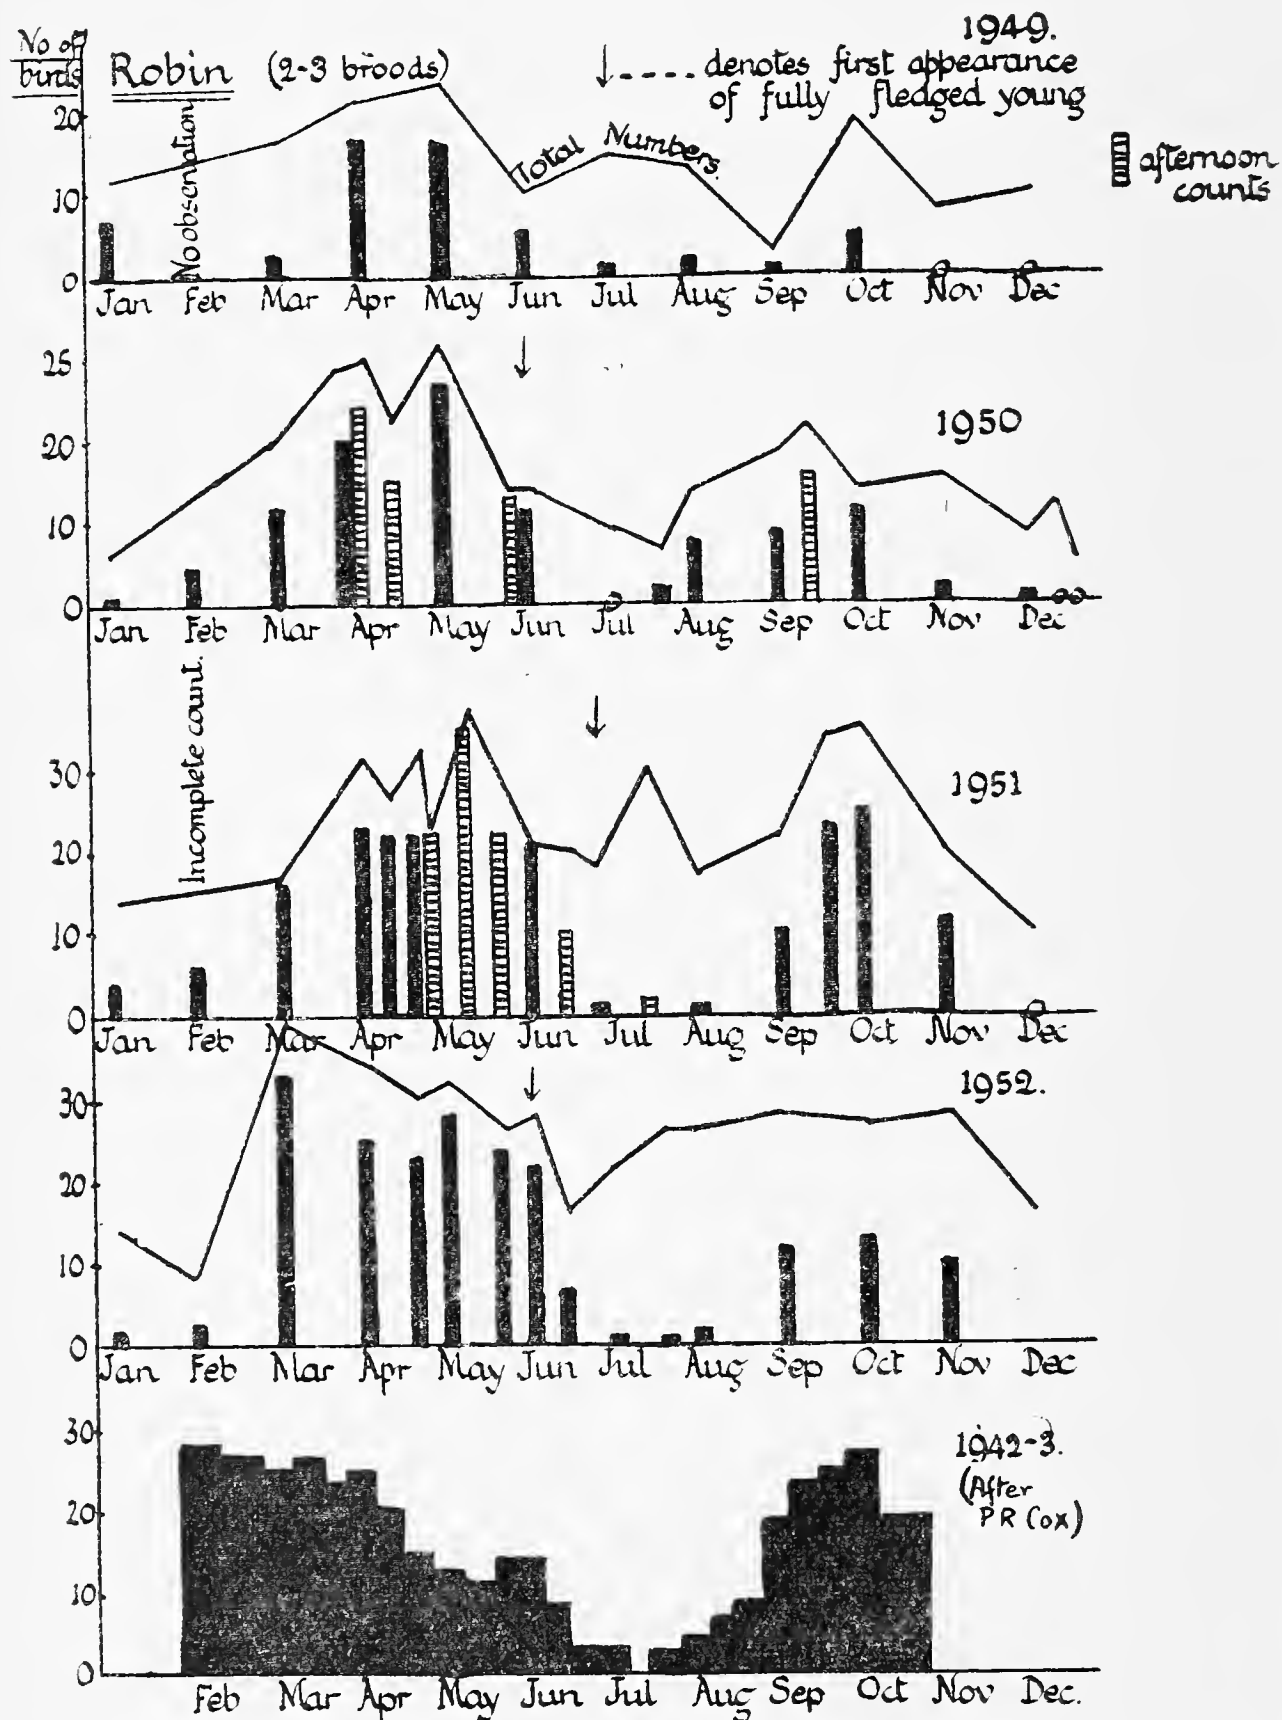 No of
birds
Robin (2-3 broods)
1949.
denotes first appearance
of fully fledged young
afternoon
counts
20
10
0
No observation
Total Numbers.
Jan Feb Mar Apr May Jun Jul Aug Sep Oct Nov Dec
25
20
10
0
1950
Jan Feb Mar Apr May Jun Jul Aug Sep Oct Nov Dec
Incomplete count.
30
20
10
0
1951
Jan Feb Mar Apr May Jun Jul Aug Sep Oct Nov Dec
30
20
10
0
1952.
Jan Feb Mar Apr May Jun Jul Aug Sep Oct Nov Dec
30
20
10
0
1942-3.
(After
PR Cox)
Feb Mar Apr May Jun Jul Aug Sep Oct Nov Dec.